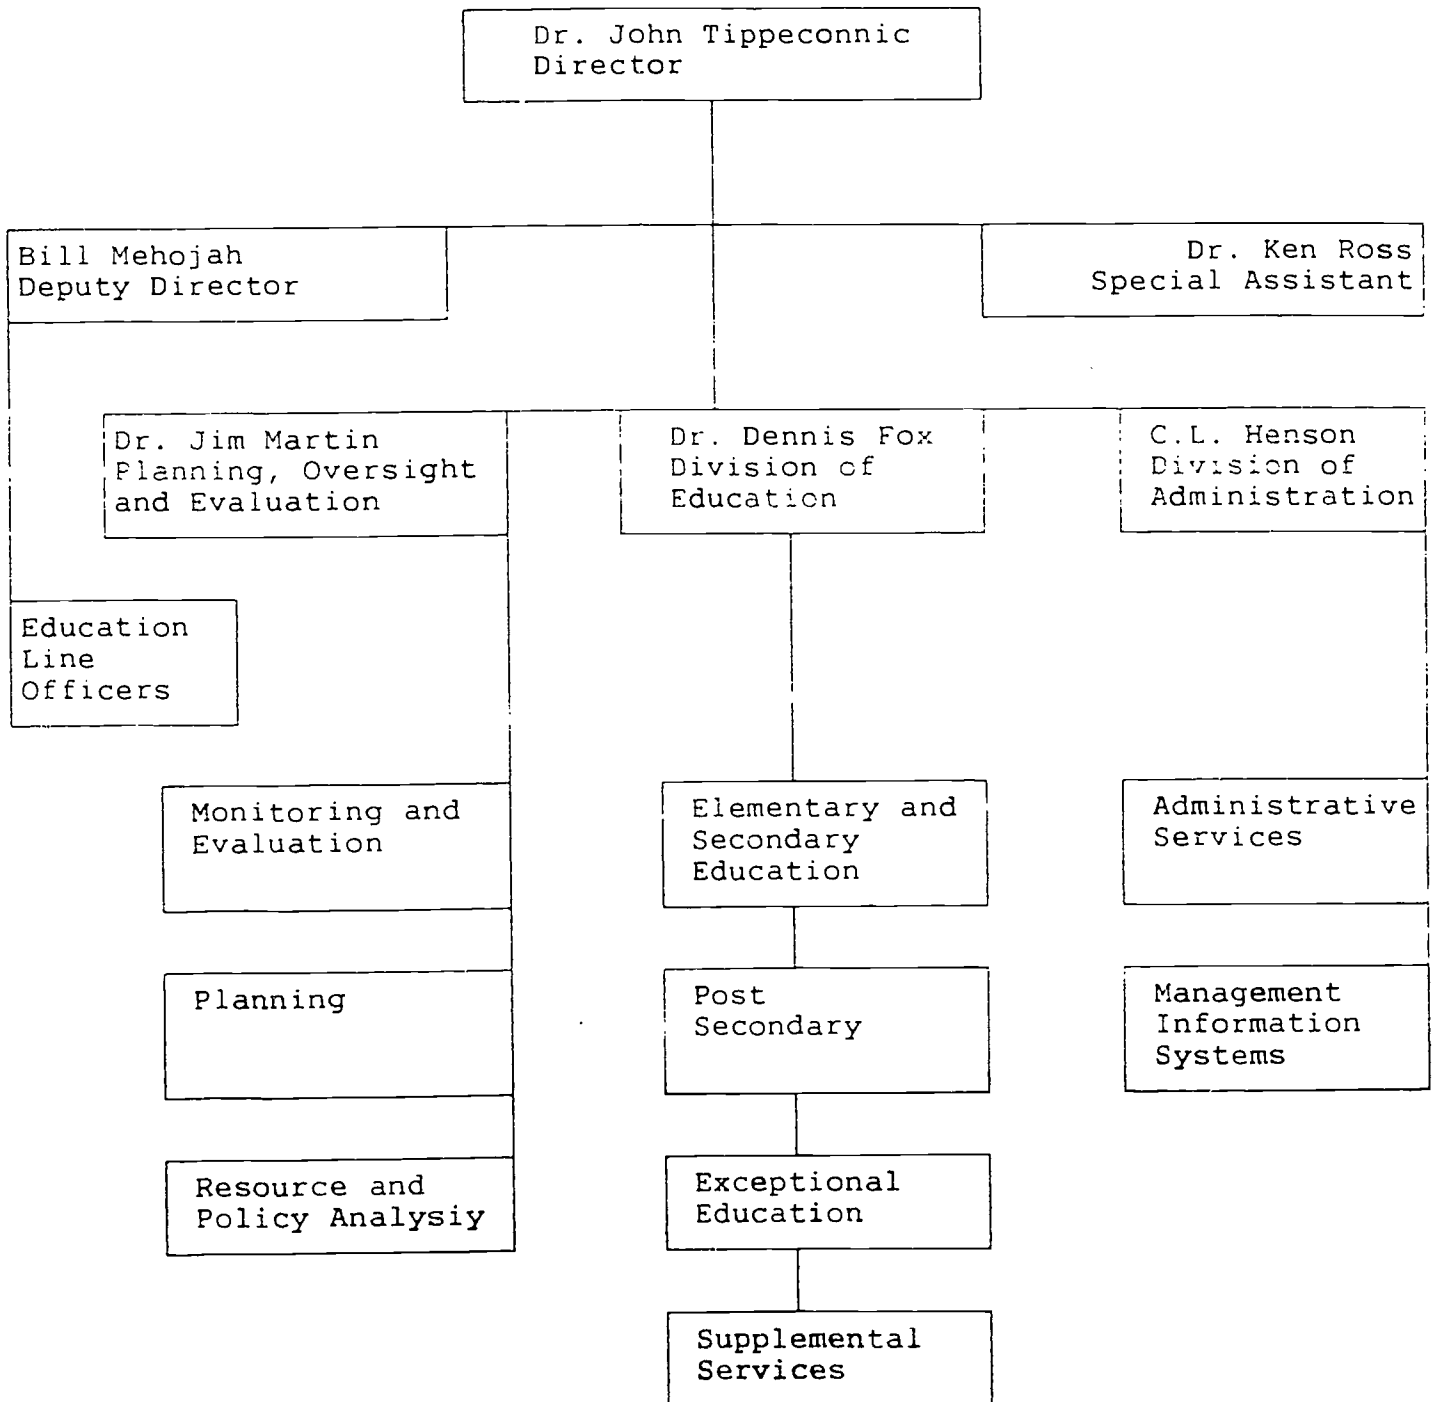 Dr. John Tippeconnic
Director
Bill Mehojah
Deputy Director
Dr. Ken Ross
Special Assistant
Dr. Jim Martin
Planning, Oversight
and Evaluation
Dr. Dennis Fox
Division of
Education
C.L. Henson
Division of
Administration
Education
Line
Officers
Monitoring and
Evaluation
Elementary and
Secondary
Education
Administrative
Services
Planning
Post
Secondary
Management
Information
Systems
Resource and
Policy Analysiy
Exceptional
Education
Supplemental
Services